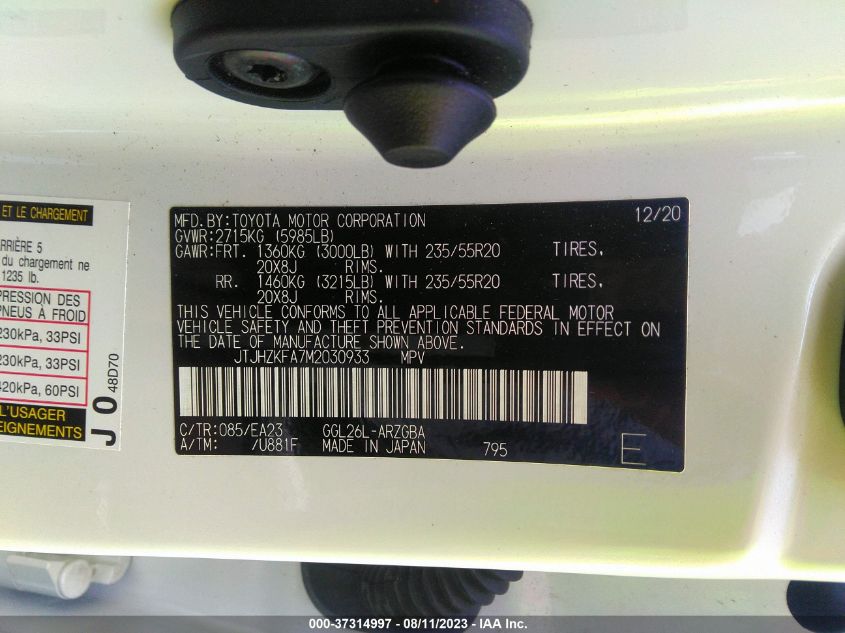 ET LE CHARGEMENT
RRIÈRE 5
du chargement ne
1235 lb.
PRESSION DES
PNEUS À FROID
230kPa, 33PSI
230kPa, 33PSI
420kPa, 60PSI
L'USAGER
EIGNEMENTS
J 0 48D70
MFD.BY:TOYOTA MOTOR CORPORATION 12/20
GVWR:2715KG (5985LB)
GAWR:FRT. 1360KG (3000LB) WITH 235/55R20 TIRES,
20X8J RIMS.
RR. 1460KG (3215LB) WITH 235/55R20 TIRES,
20X8J RIMS.
THIS VEHICLE CONFORMS TO ALL APPLICABLE FEDERAL MOTOR
VEHICLE SAFETY AND THEFT PREVENTION STANDARDS IN EFFECT ON
THE DATE OF MANUFACTURE SHOWN ABOVE.
JTJHZKFA7M2030933 MPV
C/TR:085/EA23 GGL26L-ARZGBA
A/TM: /U881F MADE IN JAPAN 795 E
000-37314997 - 08/11/2023 - IAA Inc.